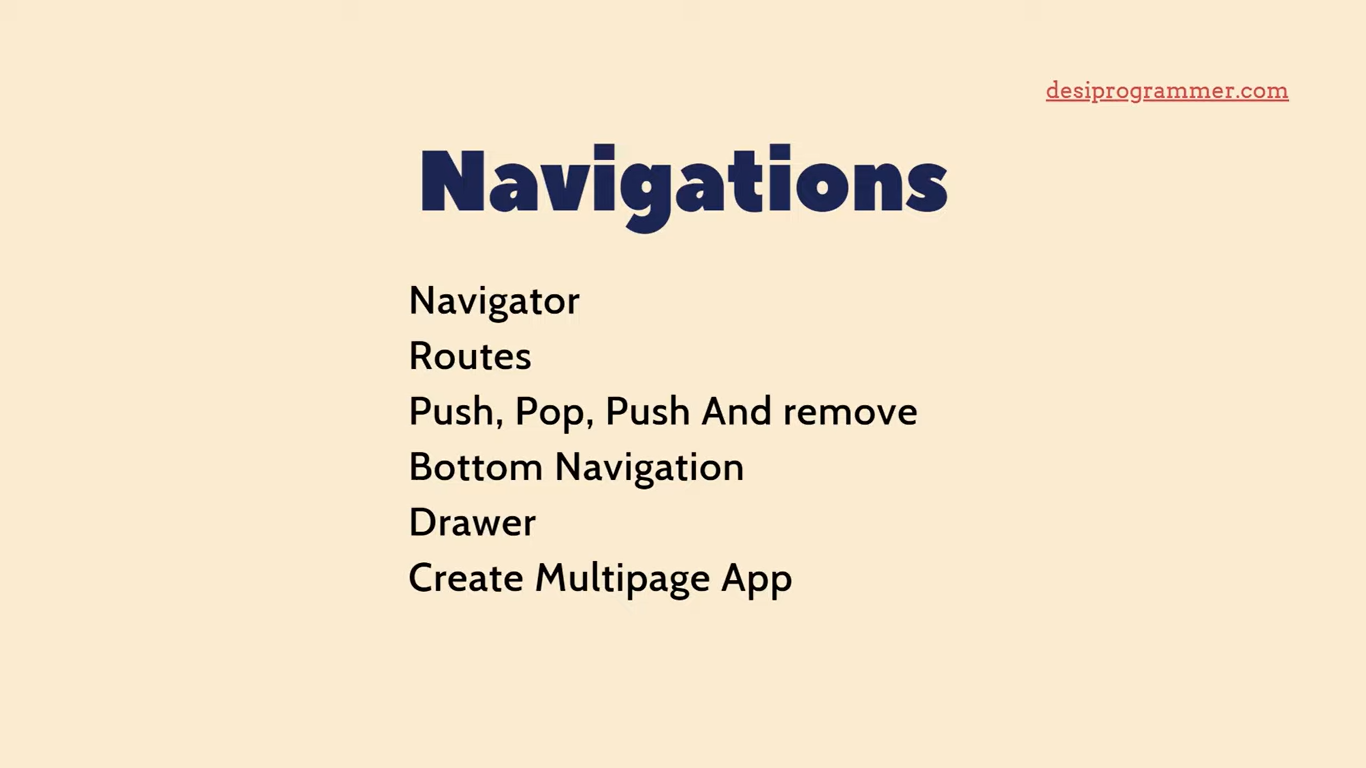 desiprogrammer.com
Navigations
Navigator
Routes
Push, Pop, Push And remove
Bottom Navigation
Drawer
Create Multipage App